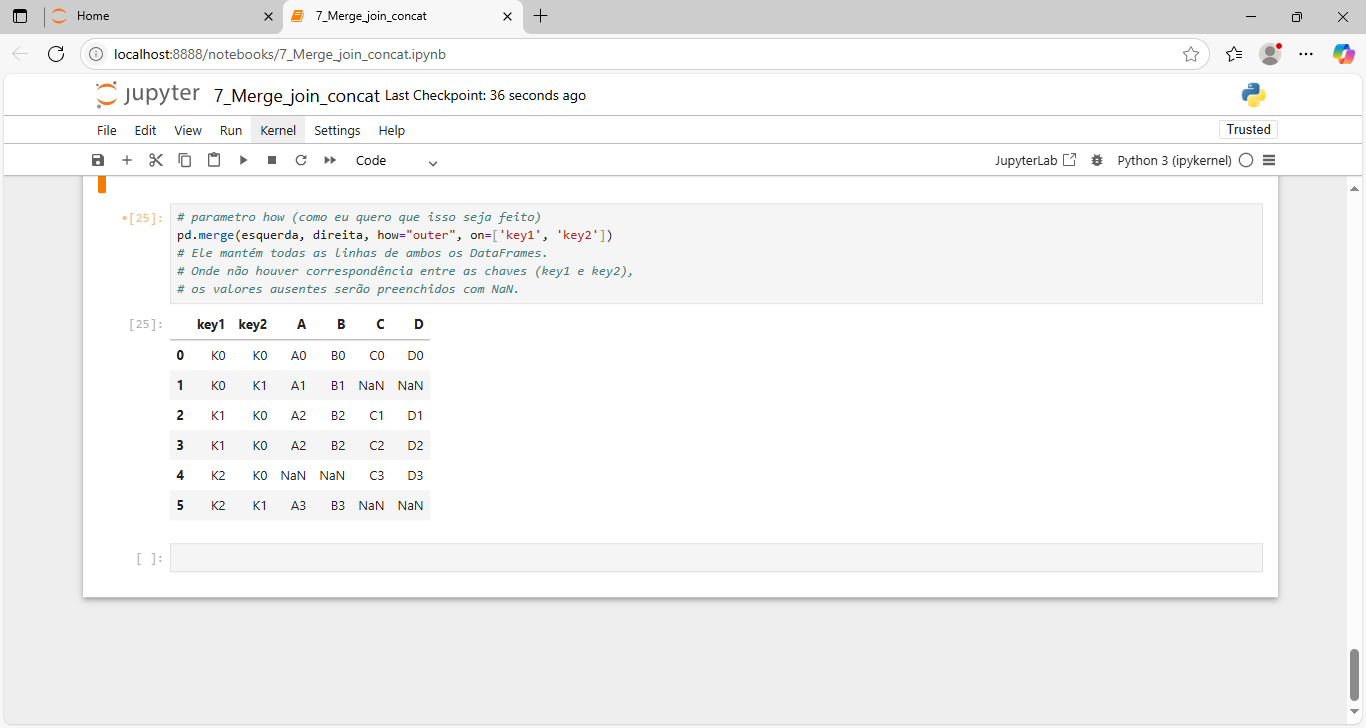 Home
7_Merge_join_concat
localhost:8888/notebooks/7_Merge_join_concat.ipynb
jupyter 7_Merge_join_concat Last Checkpoint: 36 seconds ago
File Edit View Run Kernel Settings Help
Trusted
Code
JupyterLab Python 3 (ipykernel)
[25]: # parametro how (como eu quero que isso seja feito)
pd.merge(esquerda, direita, how="outer", on=['key1', 'key2'])
# Ele mantém todas as linhas de ambos os DataFrames.
# Onde não houver correspondência entre as chaves (key1 e key2),
# os valores ausentes serão preenchidos com NaN.
[25]: key1 key2 A B C D
0 K0 K0 A0 B0 C0 D0
1 K0 K1 A1 B1 NaN NaN
2 K1 K0 A2 B2 C1 D1
3 K1 K0 A2 B2 C2 D2
4 K2 K0 NaN NaN C3 D3
5 K2 K1 A3 B3 NaN NaN
[ ]: